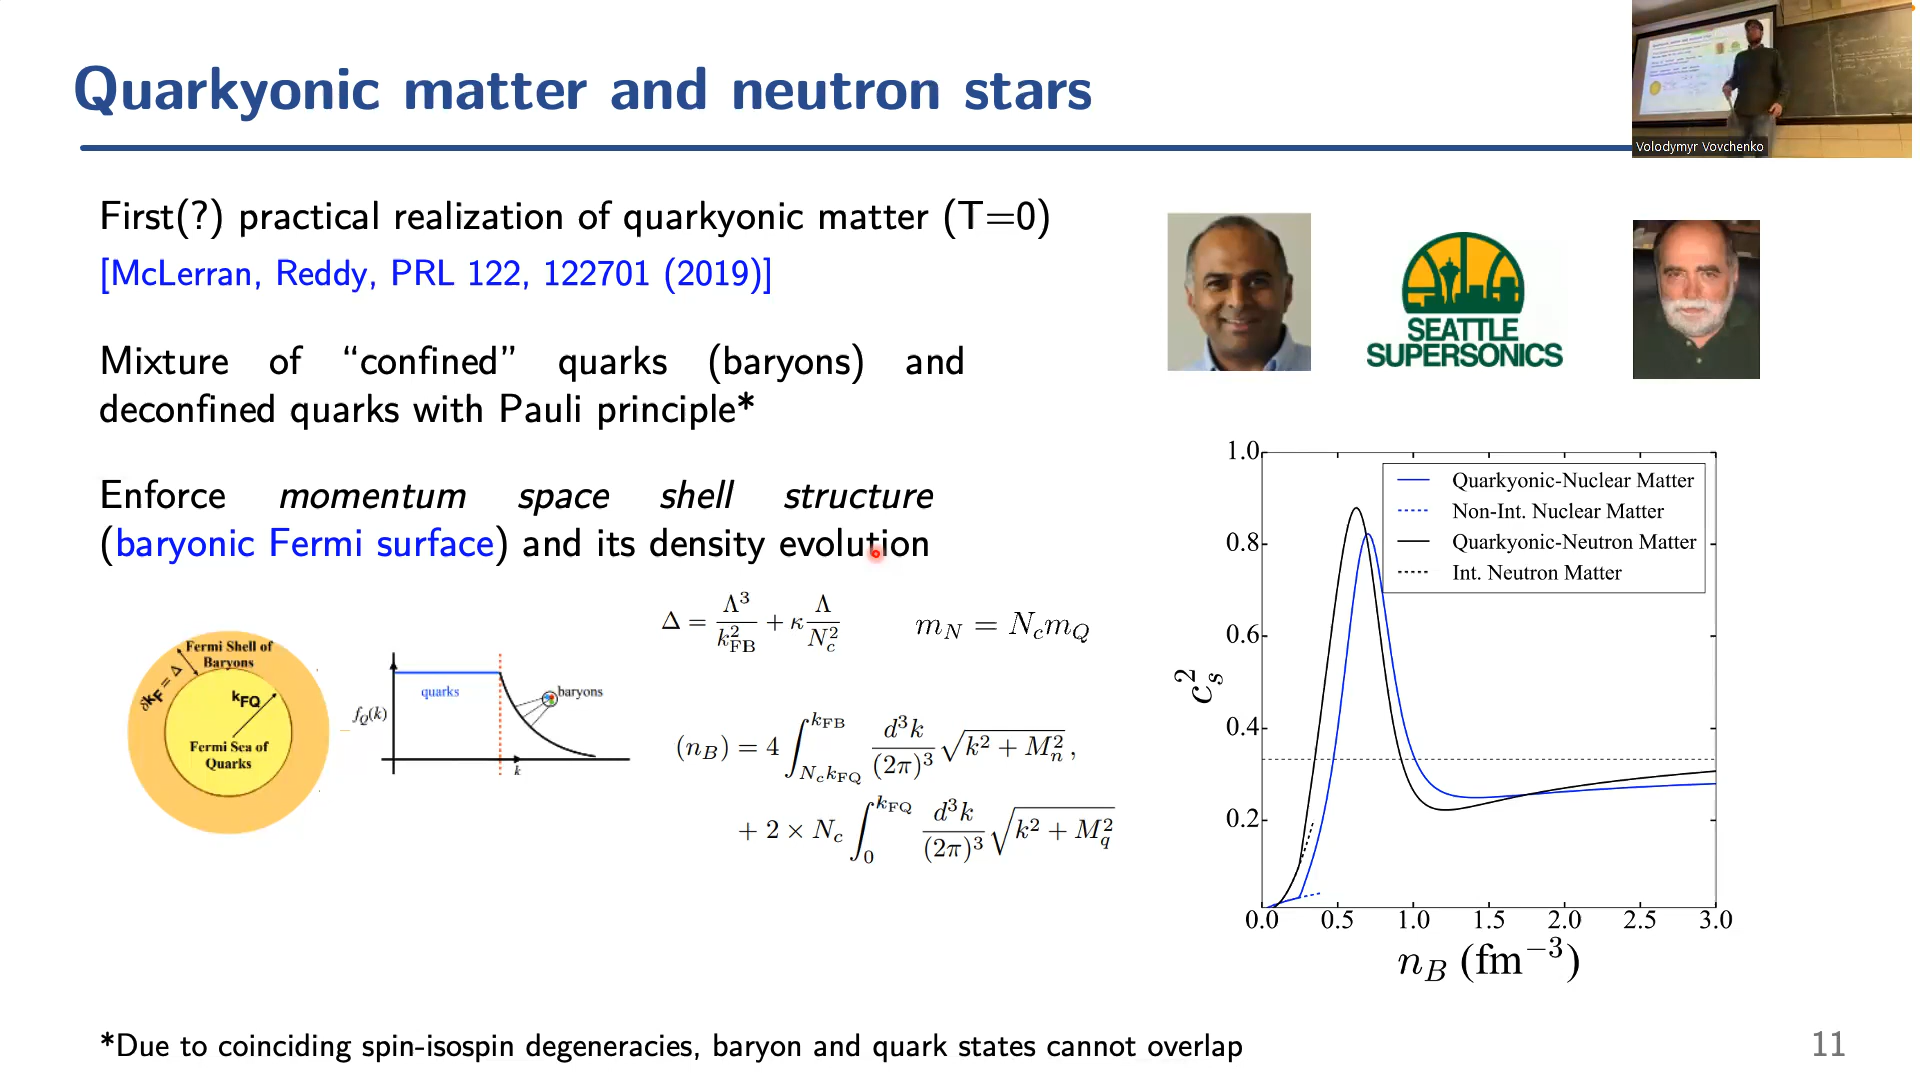 Quarkyonic matter and neutron stars
Volodymyr Vovchenko
First(?) practical realization of quarkyonic matter (T=0)
[McLerran, Reddy, PRL 122, 122701 (2019)]
Mixture of “confined” quarks (baryons) and
deconfined quarks with Pauli principle*
Enforce momentum space shell structure
(baryonic Fermi surface) and its density evolution
SEATTLE
SUPERSONICS
Δ = Λ³/k²_FB + κ Λ/N_c²
m_N = N_c m_Q
Fermi Shell of
Baryons
δk_F = Δ
k_FQ
Fermi Sea of
Quarks
f_Q(k)
quarks
baryons
k
(n_B) = 4 ∫_{N_c k_FQ}^{k_FB} d³k/(2π)³ √(k² + M_n²) ,
+ 2 × N_c ∫_0^{k_FQ} d³k/(2π)³ √(k² + M_q²)
Quarkyonic-Nuclear Matter
Non-Int. Nuclear Matter
Quarkyonic-Neutron Matter
Int. Neutron Matter
1.0
0.8
0.6
0.4
0.2
c_s²
0.0 0.5 1.0 1.5 2.0 2.5 3.0
n_B (fm⁻³)
*Due to coinciding spin-isospin degeneracies, baryon and quark states cannot overlap
11